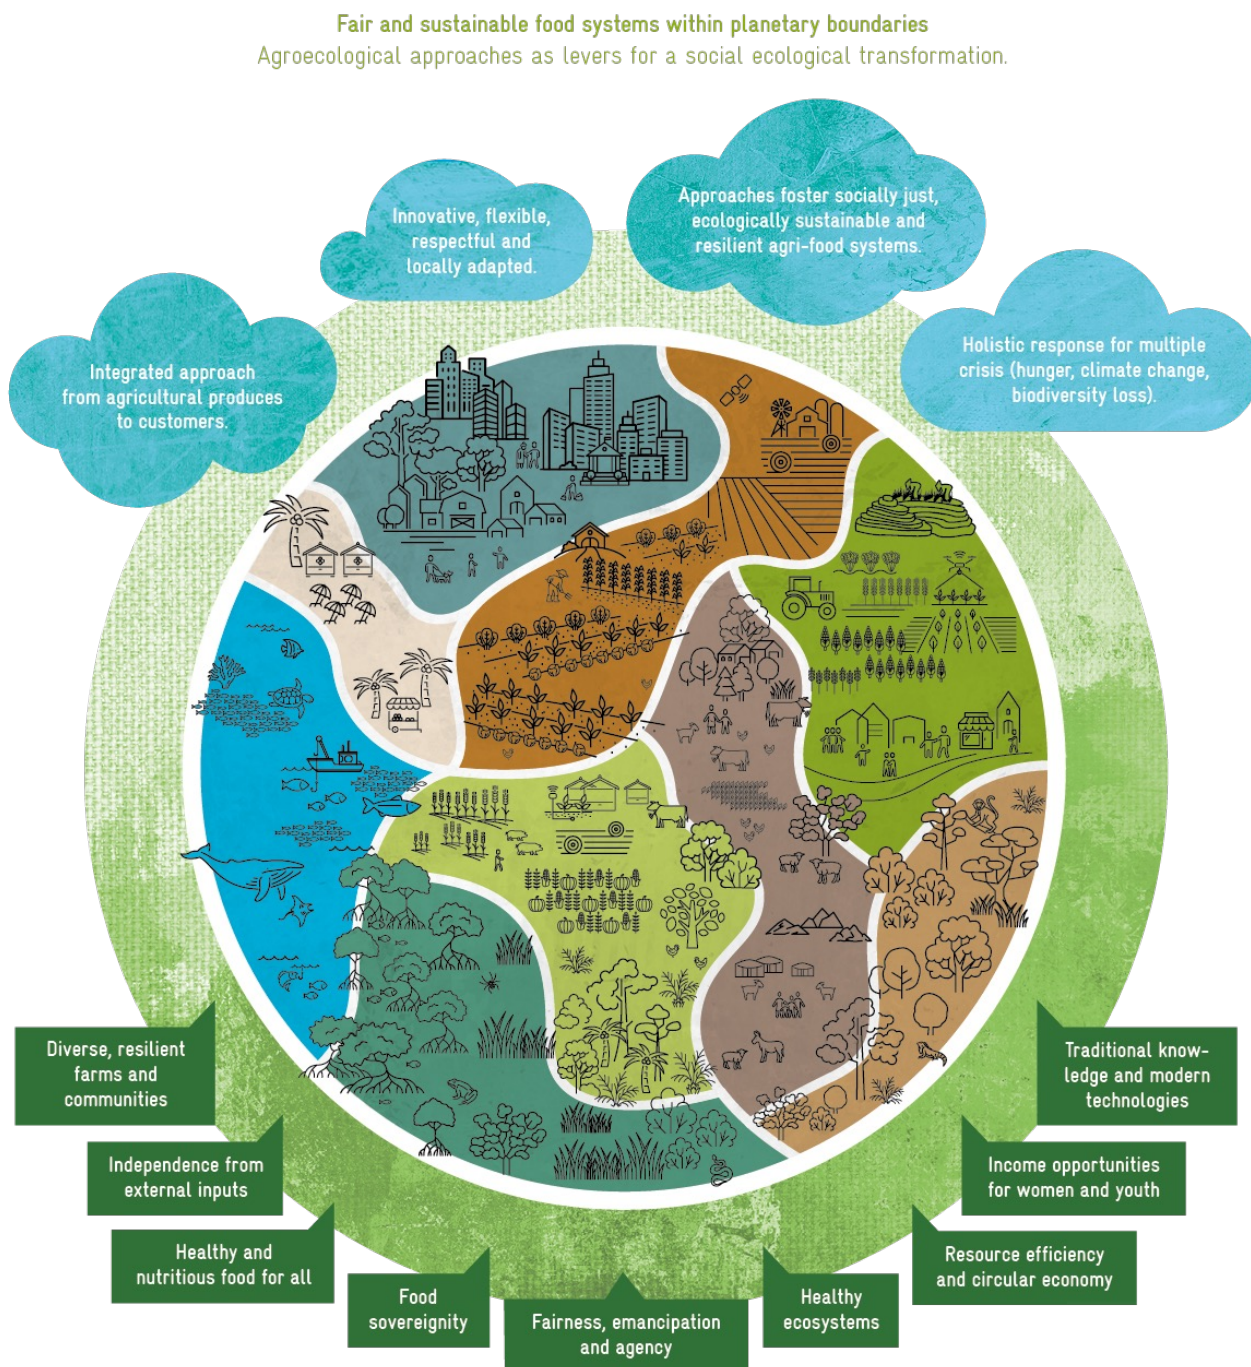 Fair and sustainable food systems within planetary boundaries
Agroecological approaches as levers for a social ecological transformation.
Approaches foster socially just,
ecologically sustainable and
resilient agri-food systems.
Innovative, flexible,
respectful and
locally adapted.
Holistic response for multiple
crisis (hunger, climate change,
biodiversity loss).
Integrated approach
from agricultural produces
to customers.
Diverse, resilient
farms and
communities
Traditional know-
ledge and modern
technologies
Independence from
external inputs
Income opportunities
for women and youth
Healthy and
nutritious food for all
Resource efficiency
and circular economy
Food
sovereignty
Healthy
ecosystems
Fairness, emancipation
and agency